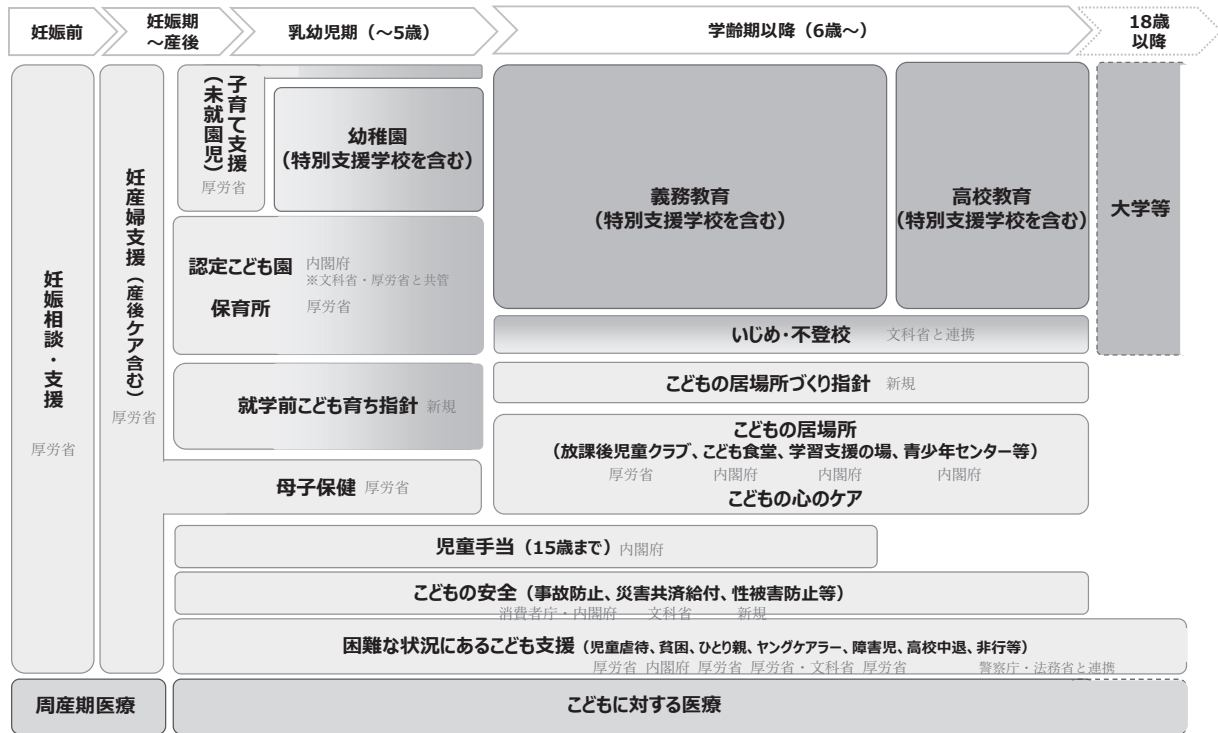 妊娠前
妊娠期
～産後
乳幼児期（～5歳）
学齢期以降（6歳～）
18歳
以降
妊娠相談・支援
厚労省
妊産婦支援（産後ケア含む）
厚労省
子育て支援
（未就園児）
厚労省
幼稚園
（特別支援学校を含む）
認定こども園 内閣府
※文科省・厚労省と共管
保育所 厚労省
就学前こども育ち指針 新規
母子保健 厚労省
義務教育
（特別支援学校を含む）
高校教育
（特別支援学校を含む）
大学等
いじめ・不登校 文科省と連携
こどもの居場所づくり指針 新規
こどもの居場所
（放課後児童クラブ、こども食堂、学習支援の場、青少年センター等）
厚労省 内閣府 内閣府 内閣府
こどもの心のケア
児童手当（15歳まで）内閣府
こどもの安全（事故防止、災害共済給付、性被害防止等）
消費者庁・内閣府 文科省 新規
困難な状況にあるこども支援（児童虐待、貧困、ひとり親、ヤングケアラー、障害児、高校中退、非行等）
厚労省 内閣府 厚労省 厚労省・文科省 厚労省 警察庁・法務省と連携
周産期医療
こどもに対する医療